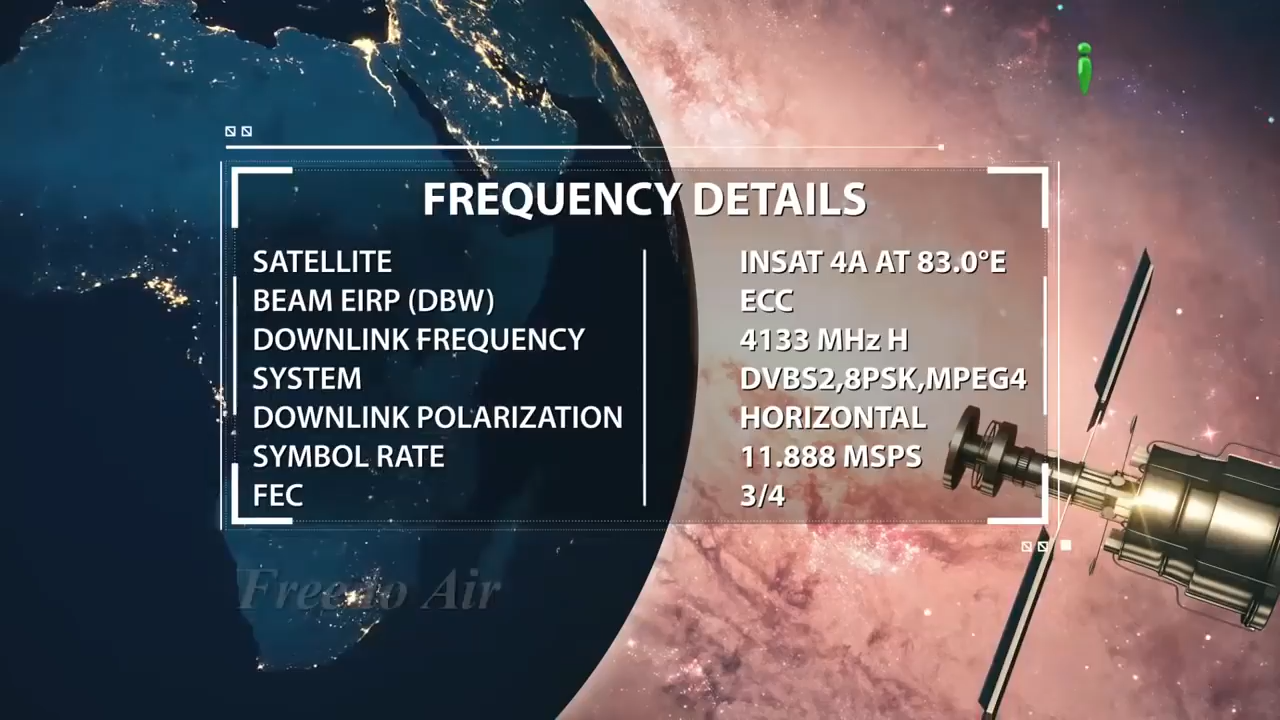 FREQUENCY DETAILS
SATELLITE INSAT 4A AT 83.0°E
BEAM EIRP (DBW) ECC
DOWNLINK FREQUENCY 4133 MHz H
SYSTEM DVBS2,8PSK,MPEG4
DOWNLINK POLARIZATION HORIZONTAL
SYMBOL RATE 11.888 MSPS
FEC 3/4
Free to Air